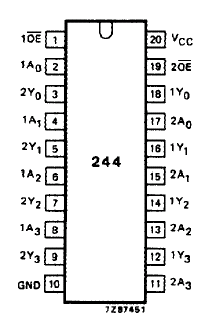 1O̅E̅ 1 20 VCC
1A0 2 19 2O̅E̅
2Y0 3 18 1Y0
1A1 4 17 2A0
2Y1 5 16 1Y1
1A2 6 15 2A1
244
2Y2 7 14 1Y2
1A3 8 13 2A2
2Y3 9 12 1Y3
GND 10 11 2A3
7Z87451